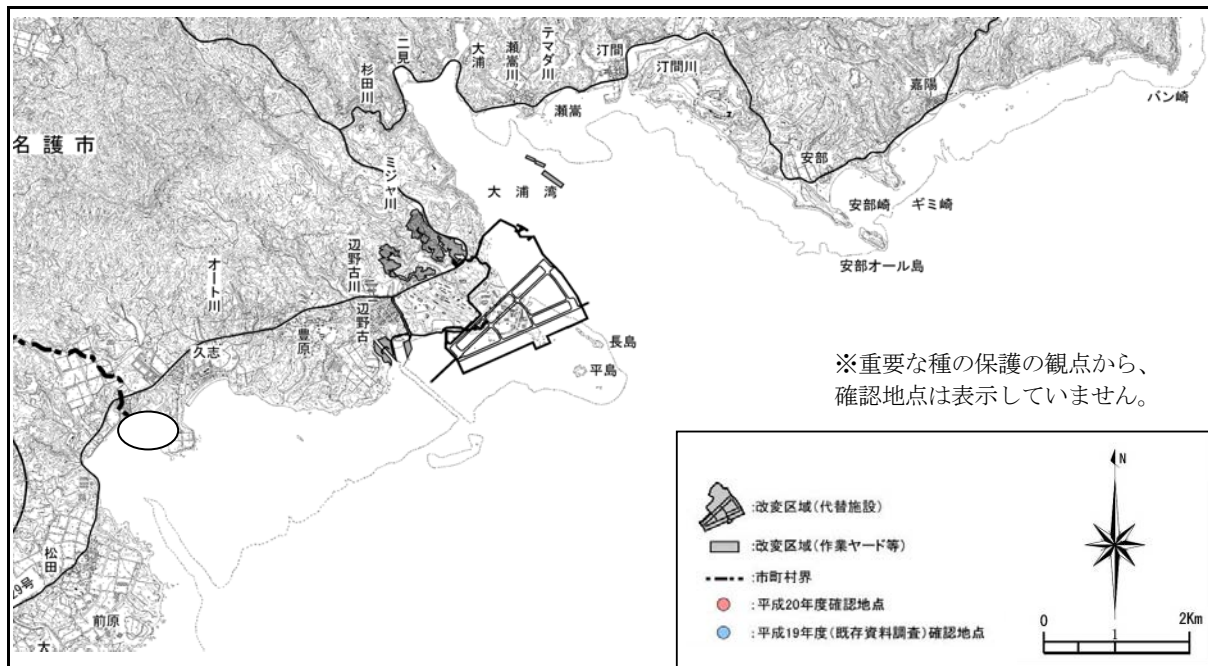 名護市
杉田川
二見
大浦
瀬嵩川
テマダ川
汀間
汀間川
瀬嵩
嘉陽
バン崎
安部
安部崎
ギミ崎
安部オール島
大浦湾
ミジャ川
辺野古川
辺野古
オート川
久志
豊原
長島
平島
松田
29号
前原
大
※重要な種の保護の観点から、
確認地点は表示していません。
:改変区域(代替施設)
:改変区域(作業ヤード等)
:市町村界
:平成20年度確認地点
:平成19年度(既存資料調査)確認地点
N
0 1 2Km